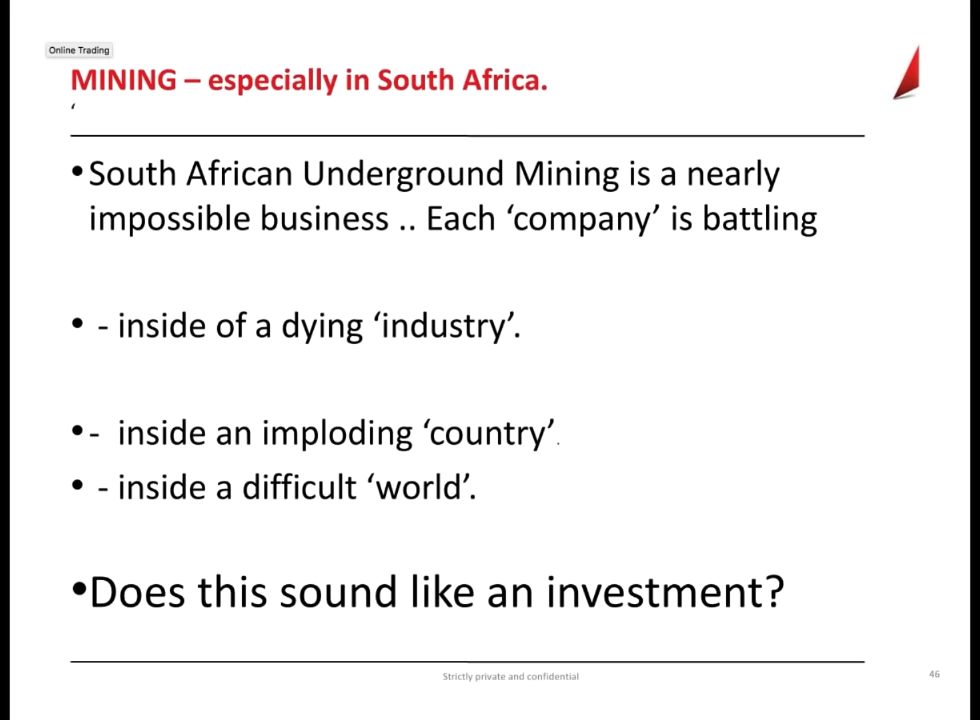 Online Trading
MINING – especially in South Africa.
‘
•South African Underground Mining is a nearly
impossible business .. Each ‘company’ is battling
• - inside of a dying ‘industry’.
•- inside an imploding ‘country’.
• - inside a difficult ‘world’.
•Does this sound like an investment?
Strictly private and confidential
46